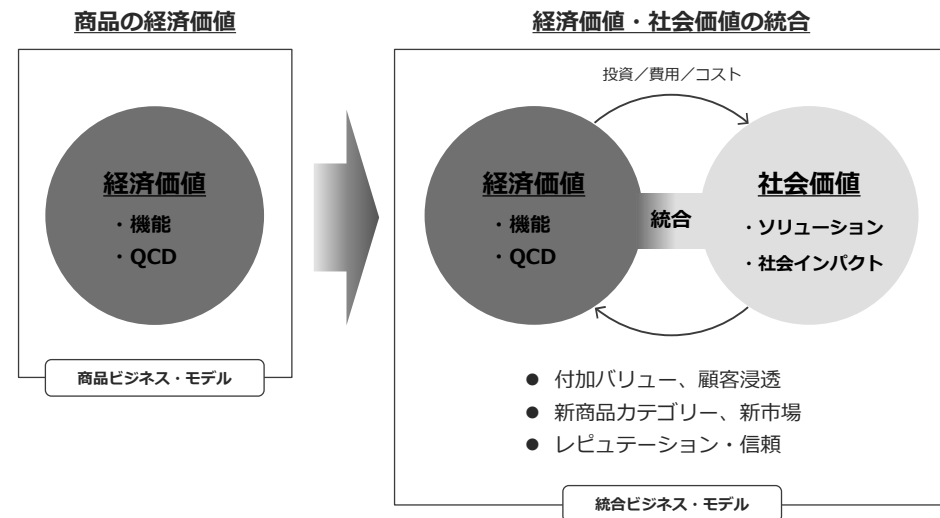 商品の経済価値
経済価値
・機能
・QCD
商品ビジネス・モデル
経済価値・社会価値の統合
投資／費用／コスト
経済価値
・機能
・QCD
統合
社会価値
・ソリューション
・社会インパクト
● 付加バリュー、顧客浸透
● 新商品カテゴリー、新市場
● レピュテーション・信頼
統合ビジネス・モデル